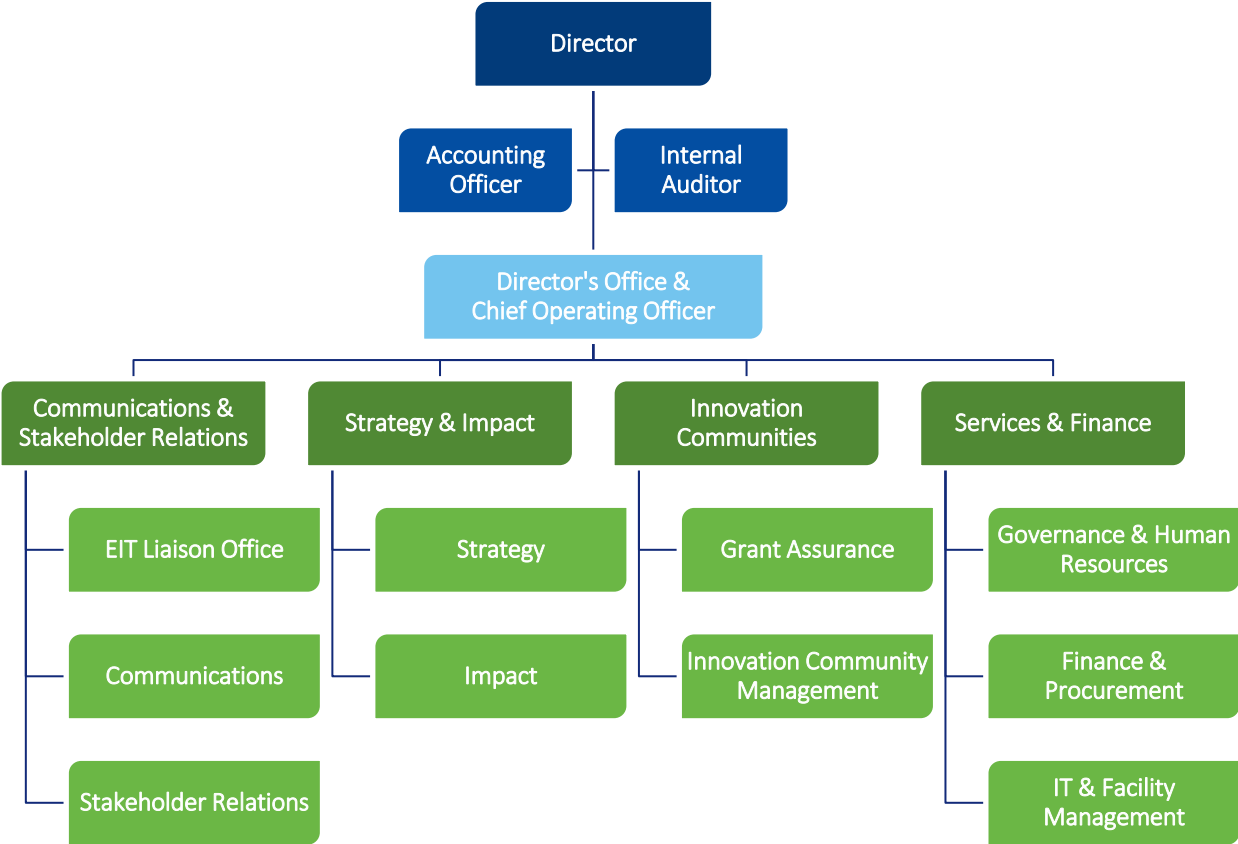 Director
Accounting
Officer
Internal
Auditor
Director's Office &
Chief Operating Officer
Communications &
Stakeholder Relations
Strategy & Impact
Innovation
Communities
Services & Finance
EIT Liaison Office
Strategy
Grant Assurance
Governance & Human
Resources
Communications
Impact
Innovation Community
Management
Finance &
Procurement
Stakeholder Relations
IT & Facility
Management